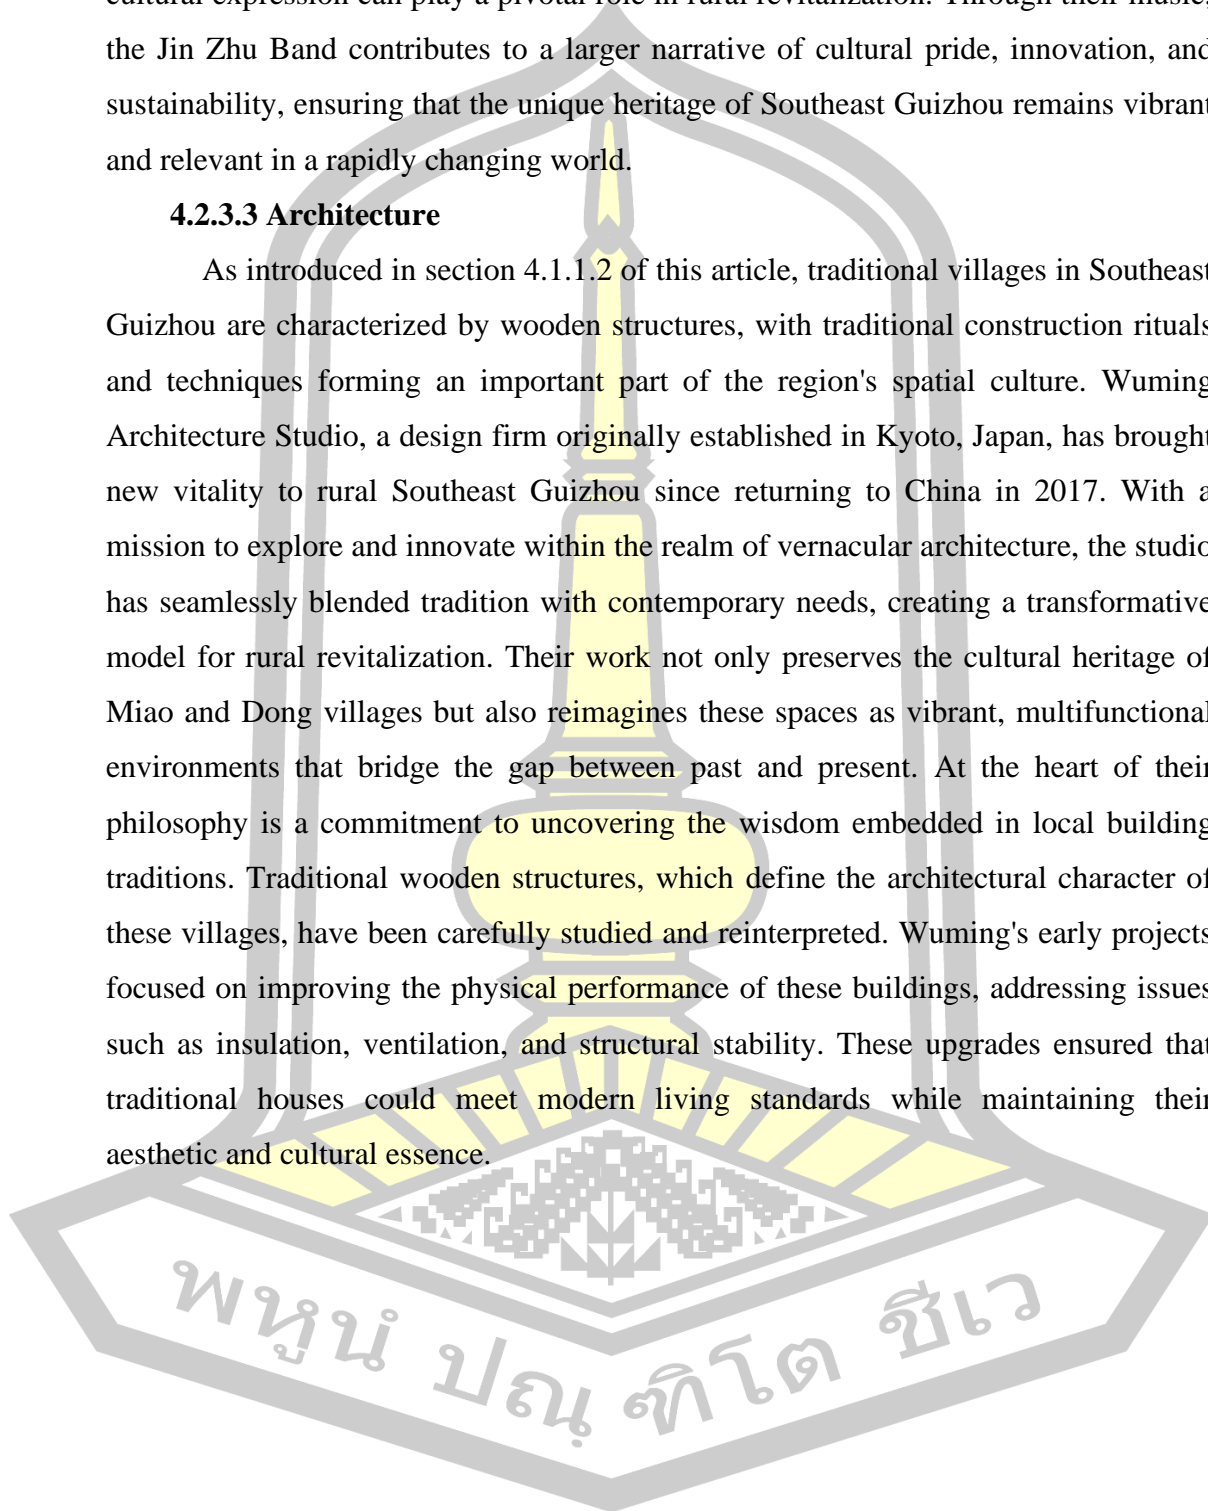 cultural expression can play a pivotal role in rural revitalization. Through their music,
the Jin Zhu Band contributes to a larger narrative of cultural pride, innovation, and
sustainability, ensuring that the unique heritage of Southeast Guizhou remains vibrant
and relevant in a rapidly changing world.
4.2.3.3 Architecture
As introduced in section 4.1.1.2 of this article, traditional villages in Southeast
Guizhou are characterized by wooden structures, with traditional construction rituals
and techniques forming an important part of the region's spatial culture. Wuming
Architecture Studio, a design firm originally established in Kyoto, Japan, has brought
new vitality to rural Southeast Guizhou since returning to China in 2017. With a
mission to explore and innovate within the realm of vernacular architecture, the studio
has seamlessly blended tradition with contemporary needs, creating a transformative
model for rural revitalization. Their work not only preserves the cultural heritage of
Miao and Dong villages but also reimagines these spaces as vibrant, multifunctional
environments that bridge the gap between past and present. At the heart of their
philosophy is a commitment to uncovering the wisdom embedded in local building
traditions. Traditional wooden structures, which define the architectural character of
these villages, have been carefully studied and reinterpreted. Wuming's early projects
focused on improving the physical performance of these buildings, addressing issues
such as insulation, ventilation, and structural stability. These upgrades ensured that
traditional houses could meet modern living standards while maintaining their
aesthetic and cultural essence.
พหูนํ ปณฺฑิโต ชีเว